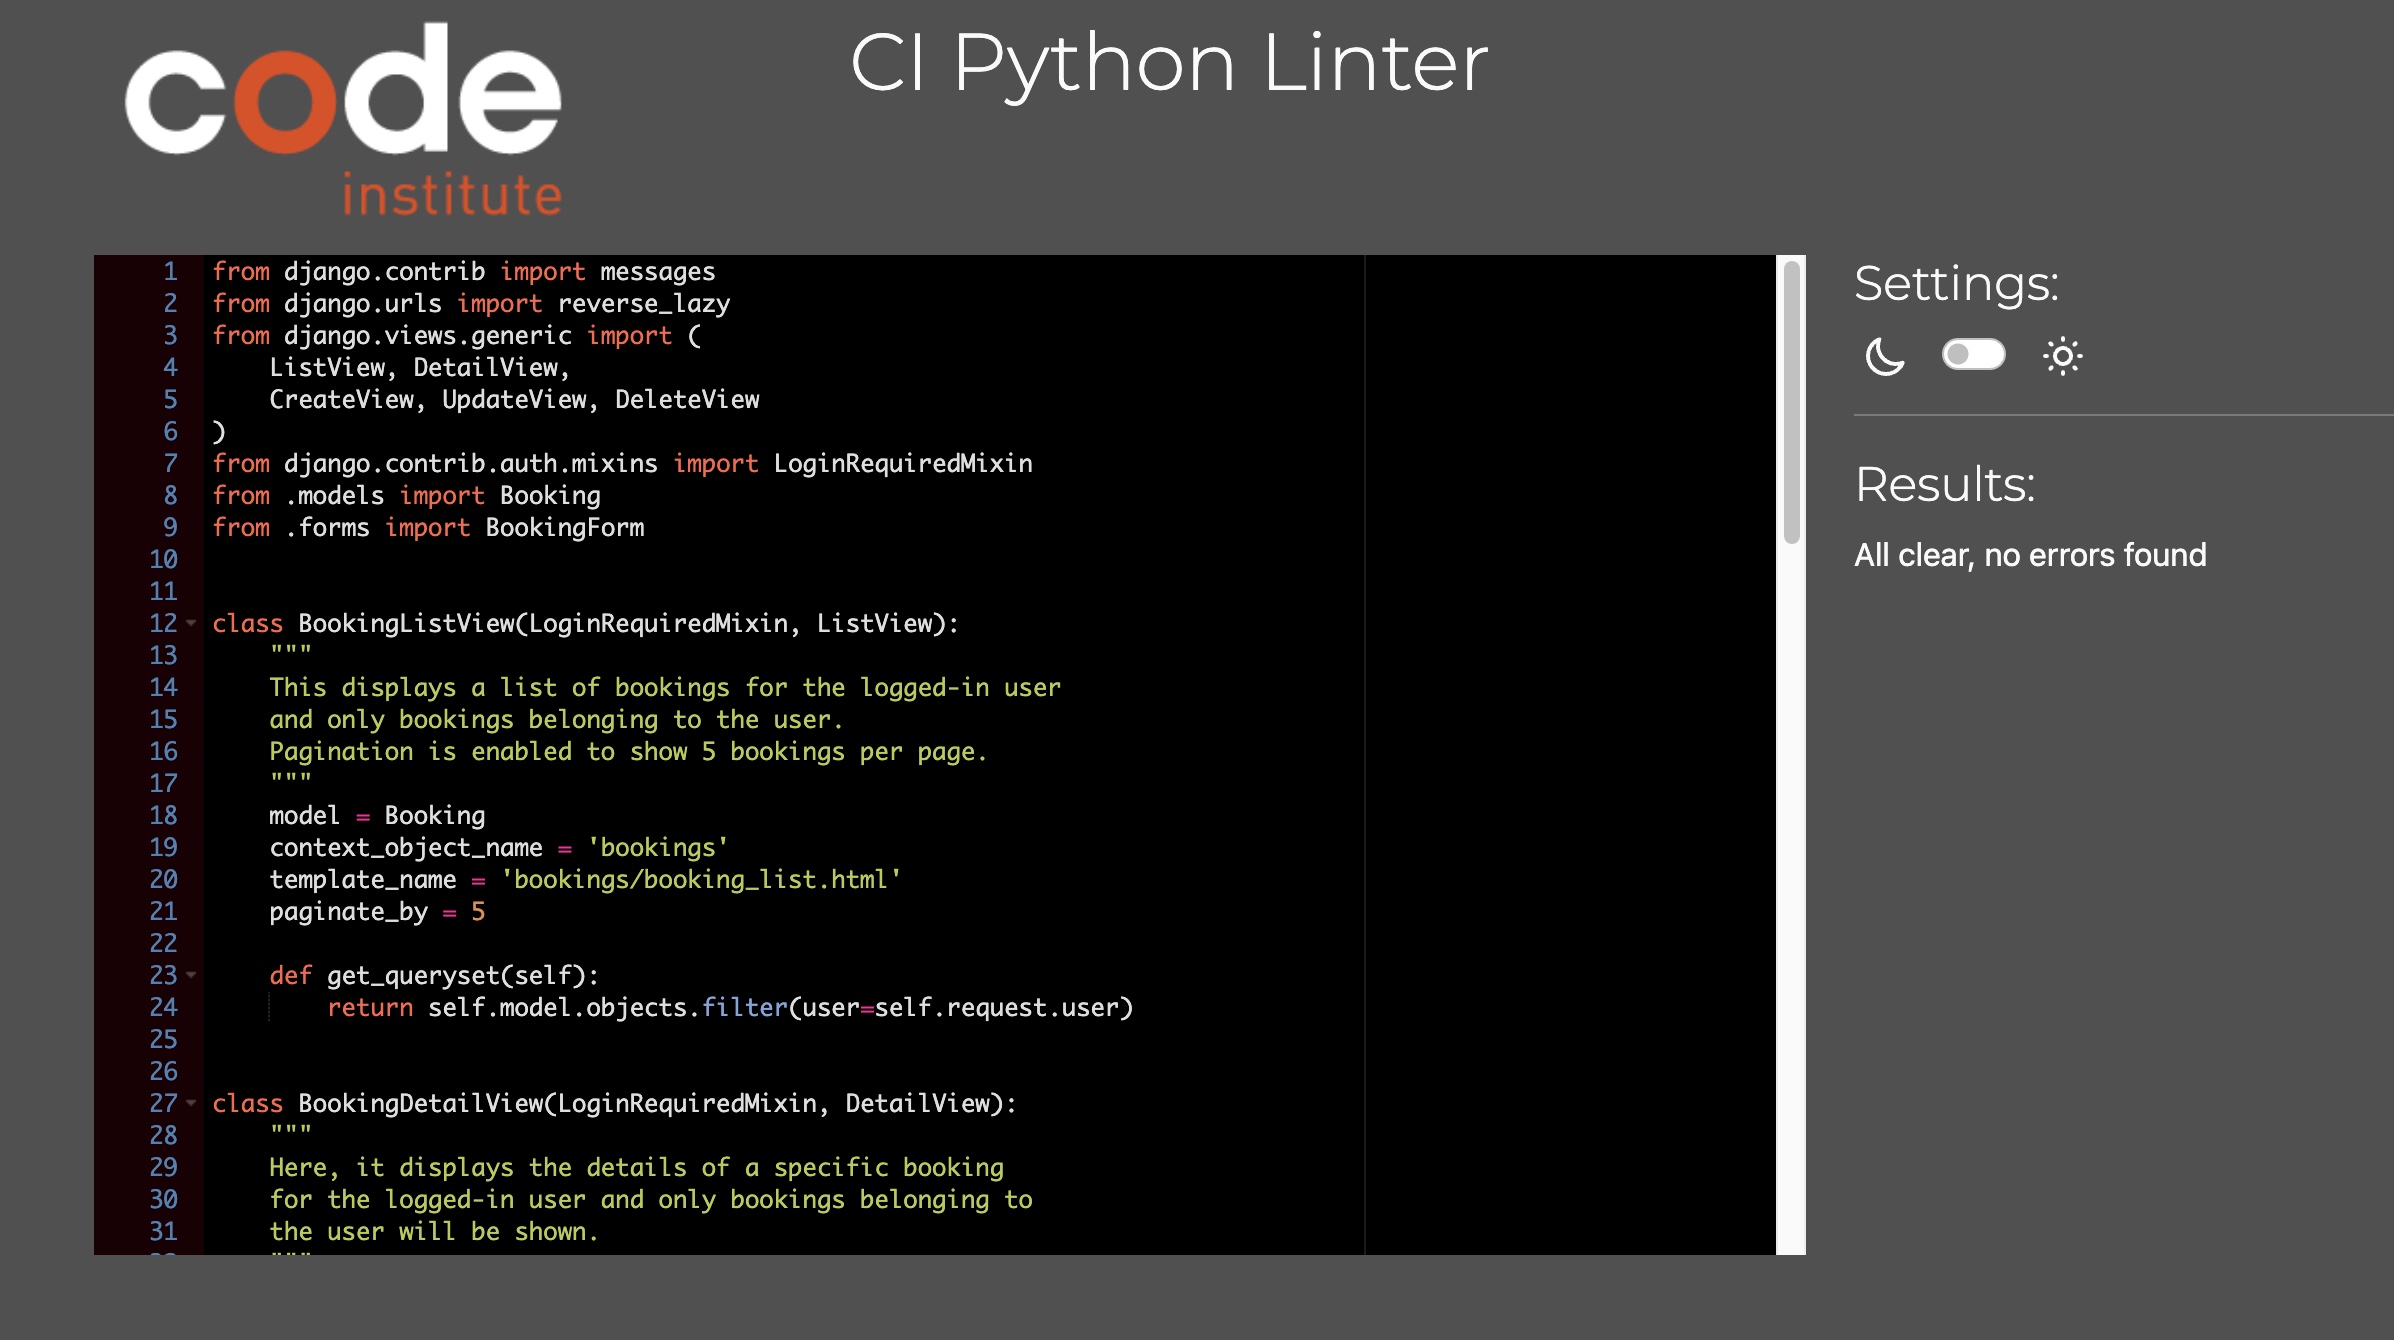 code
institute
CI Python Linter
1 from django.contrib import messages
2 from django.urls import reverse_lazy
3 from django.views.generic import (
4     ListView, DetailView,
5     CreateView, UpdateView, DeleteView
6 )
7 from django.contrib.auth.mixins import LoginRequiredMixin
8 from .models import Booking
9 from .forms import BookingForm
10
11
12 class BookingListView(LoginRequiredMixin, ListView):
13     """
14     This displays a list of bookings for the logged-in user
15     and only bookings belonging to the user.
16     Pagination is enabled to show 5 bookings per page.
17     """
18     model = Booking
19     context_object_name = 'bookings'
20     template_name = 'bookings/booking_list.html'
21     paginate_by = 5
22
23     def get_queryset(self):
24         return self.model.objects.filter(user=self.request.user)
25
26
27 class BookingDetailView(LoginRequiredMixin, DetailView):
28     """
29     Here, it displays the details of a specific booking
30     for the logged-in user and only bookings belonging to
31     the user will be shown.
Settings:
Results:
All clear, no errors found